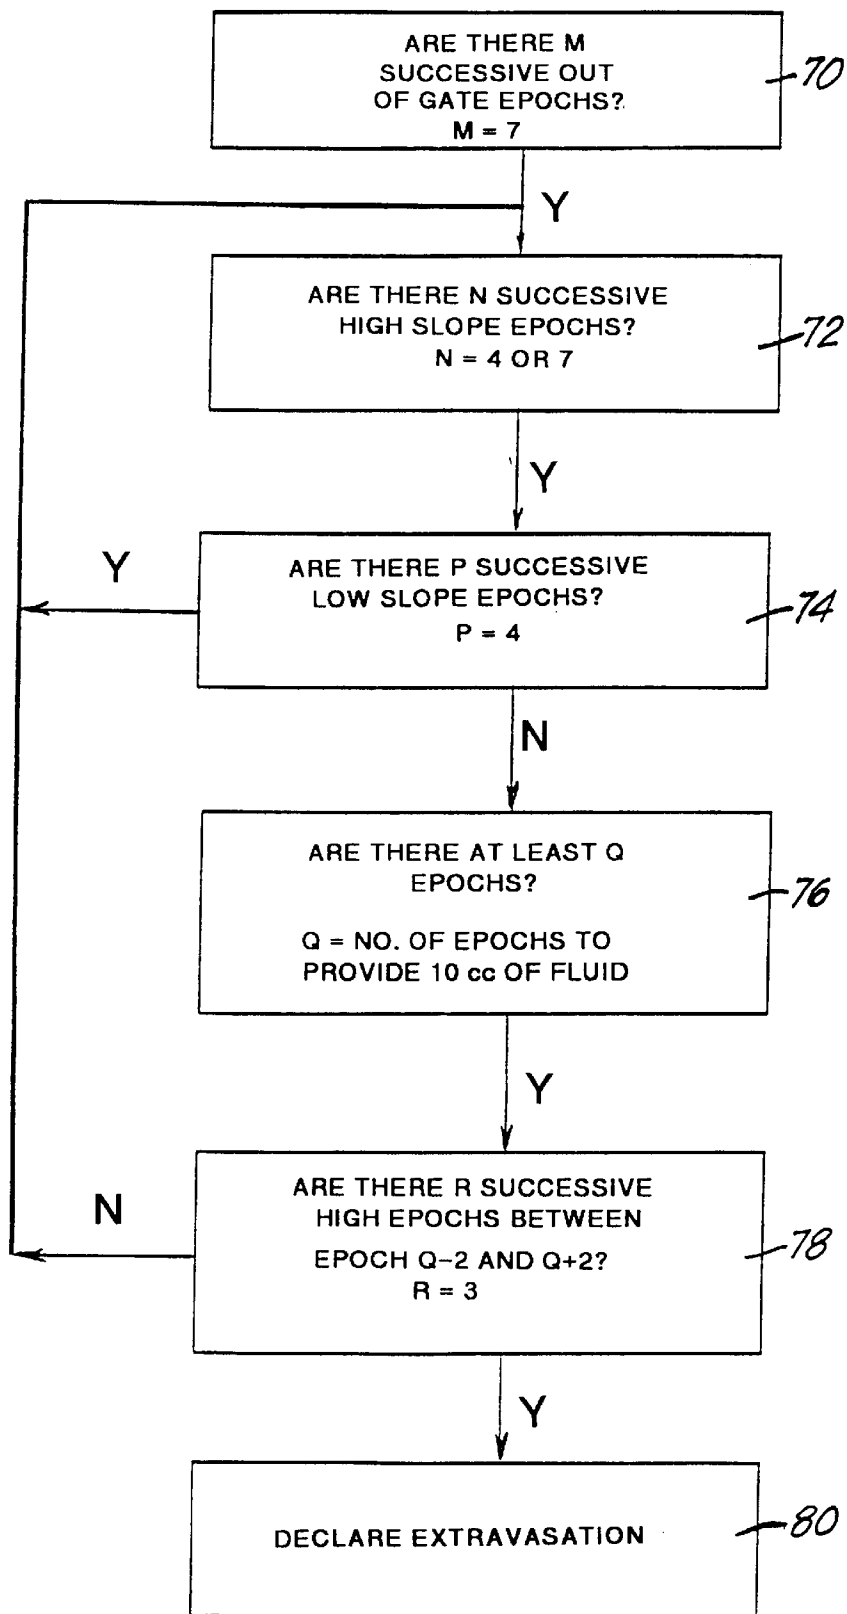 ARE THERE M
SUCCESSIVE OUT
OF GATE EPOCHS?
M = 7
70
Y
ARE THERE N SUCCESSIVE
HIGH SLOPE EPOCHS?
N = 4 OR 7
72
Y
ARE THERE P SUCCESSIVE
LOW SLOPE EPOCHS?
P = 4
74
Y
N
ARE THERE AT LEAST Q
EPOCHS?
Q = NO. OF EPOCHS TO
PROVIDE 10 cc OF FLUID
76
Y
ARE THERE R SUCCESSIVE
HIGH EPOCHS BETWEEN
EPOCH Q-2 AND Q+2?
R = 3
78
N
Y
DECLARE EXTRAVASATION
80